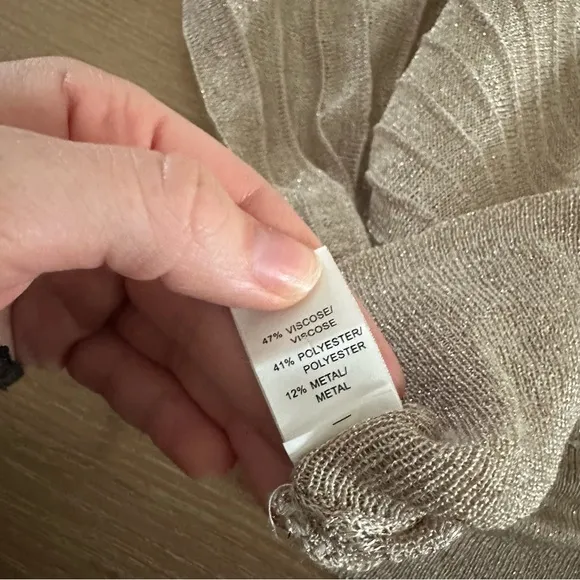 47% VISCOSE/
VISCOSE
41% POLYESTER/
POLYESTER
12% METAL/
METAL